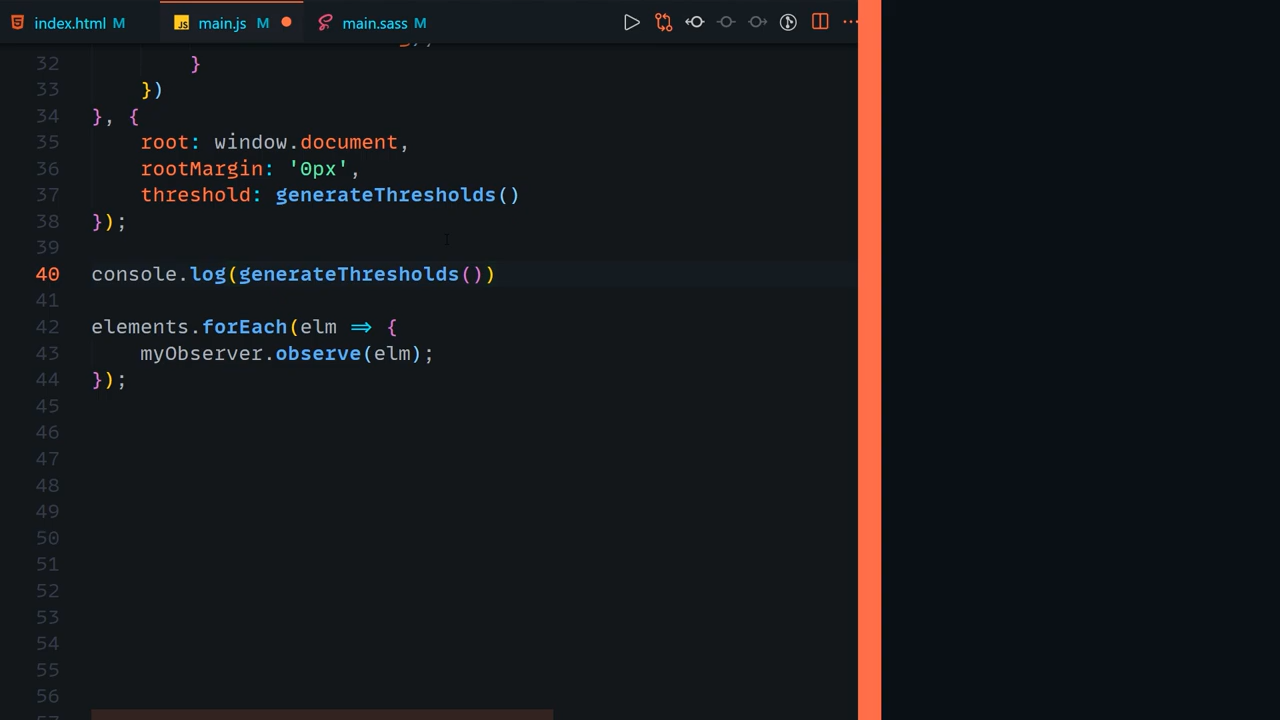 index.html M main.js M main.sass M
32 }
33 })
34 }, {
35 root: window.document,
36 rootMargin: '0px',
37 threshold: generateThresholds()
38 });
39
40 console.log(generateThresholds())
41
42 elements.forEach(elm => {
43 myObserver.observe(elm);
44 });
45
46
47
48
49
50
51
52
53
54
55
56